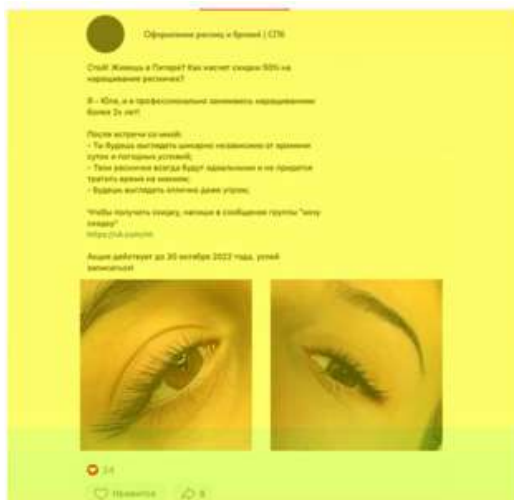 Оформление ресниц и бровей | СПб
Стой! Живешь в Питере? Как насчет скидки 50% на
наращивание ресничек?
Я - Юля, и я профессионально занимаюсь наращиванием
более 2х лет!
После встречи со мной:
- Ты будешь выглядеть шикарно независимо от времени
суток и погодных условий;
- Твои реснички всегда будут идеальными и не придется
тратить время на макияж;
- Будешь выглядеть отлично даже утром;
Чтобы получить скидку, напиши в сообщения группы "хочу
скидку"
Акция действует до 30 октября 2022 года, успей
записаться!
24
Нравится
8